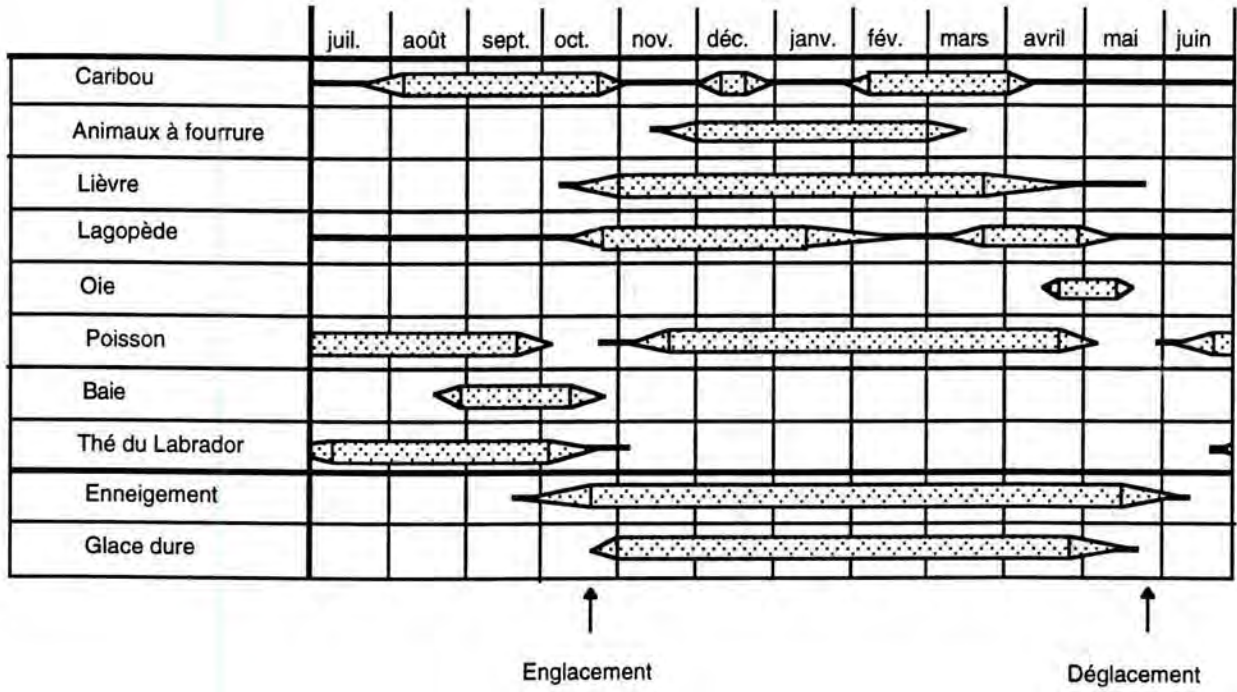 juil. août sept. oct. nov. déc. janv. fév. mars avril mai juin
Caribou
Animaux à fourrure
Lièvre
Lagopède
Oie
Poisson
Baie
Thé du Labrador
Enneigement
Glace dure
Englacement Déglacement